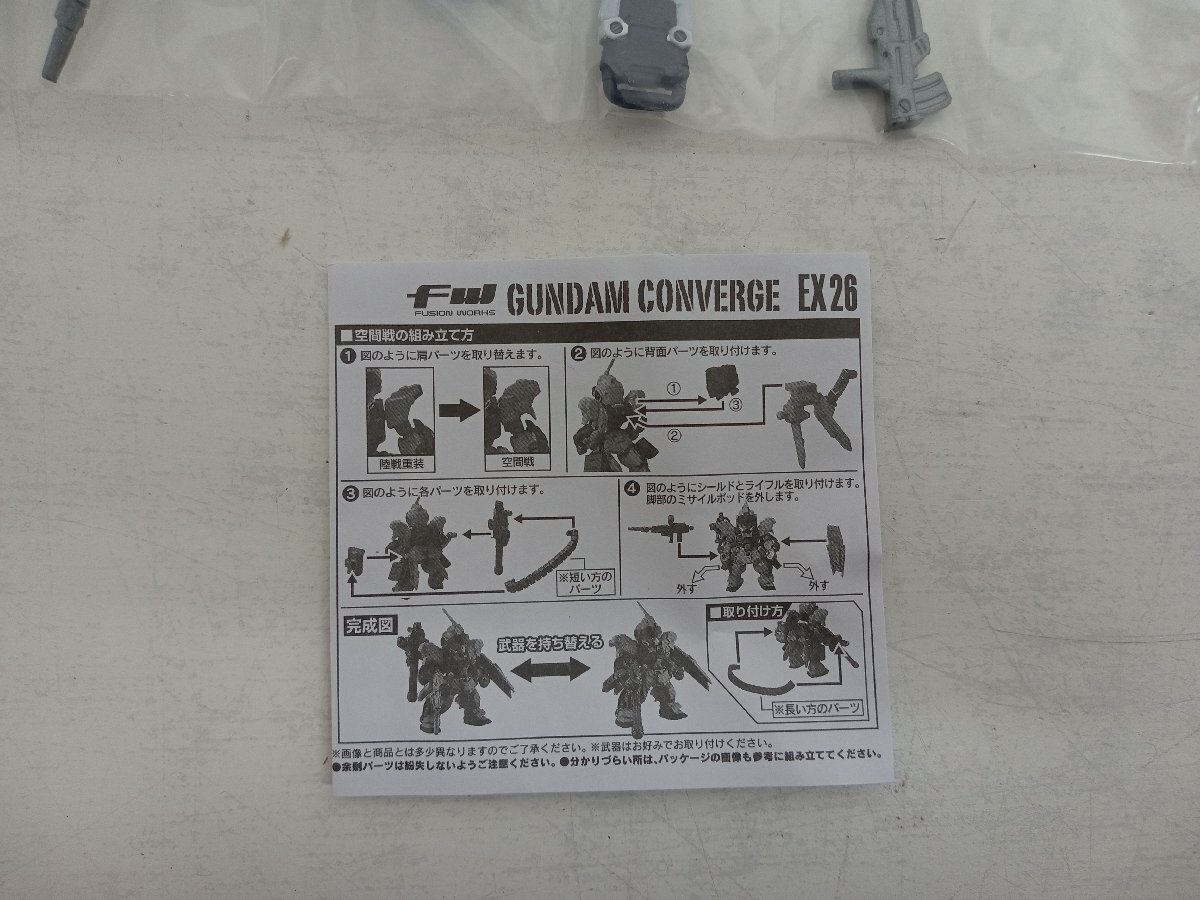 FW
FUSION WORKS
GUNDAM CONVERGE EX26
■空間戦の組み立て方
❶ 図のように肩パーツを取り替えます。
陸戦重装
空間戦
❷ 図のように背面パーツを取り付けます。
①
③
②
❸ 図のように各パーツを取り付けます。
※短い方の
パーツ
❹ 図のようにシールドとライフルを取り付けます。
脚部のミサイルポッドを外します。
外す
外す
完成図
武器を持ち替える
■取り付け方
※長い方のパーツ
※画像と商品とは多少異なりますのでご了承ください。※武器はお好みでお取り付けください。
●余剰パーツは紛失しないようご注意ください。●分かりづらい所は、パッケージの画像も参考に組み立ててください。